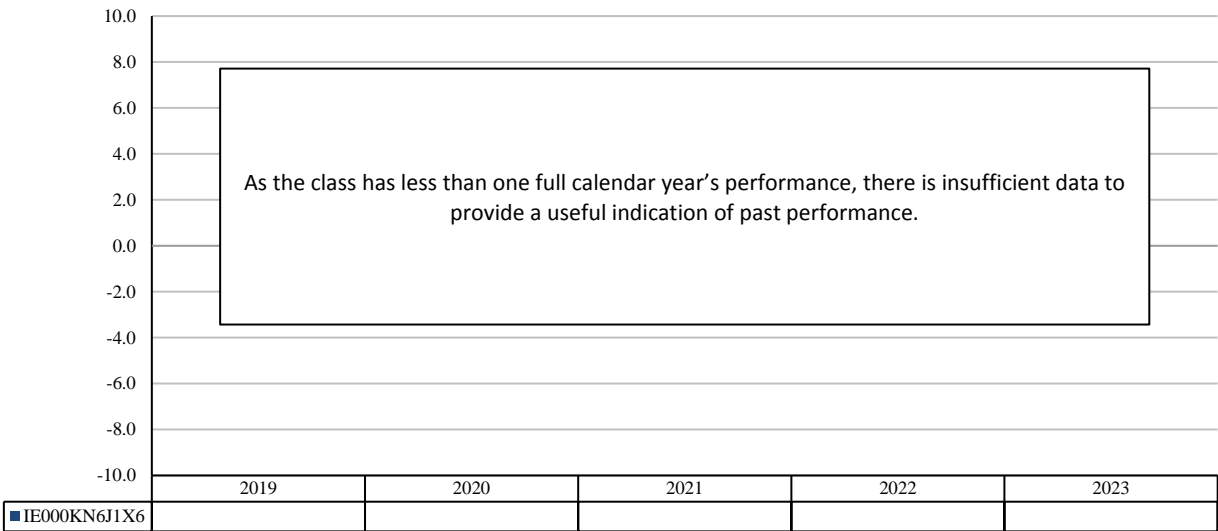 10.0
8.0
6.0
4.0
2.0
0.0
-2.0
-4.0
-6.0
-8.0
-10.0
As the class has less than one full calendar year’s performance, there is insufficient data to
provide a useful indication of past performance.
2019 2020 2021 2022 2023
IE000KN6J1X6